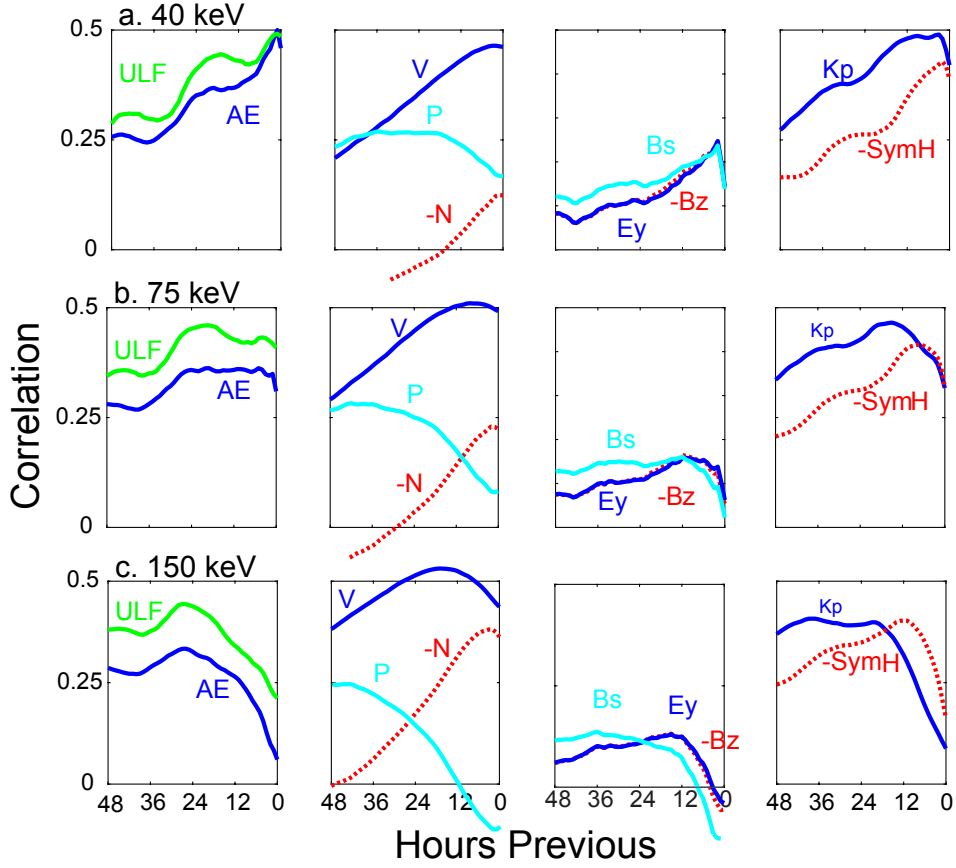 a. 40 keV
0.5
ULF
V
Kp
AE
P
0.25
Bs
-SymH
-N
-Bz
Ey
0
b. 75 keV
0.5
V
Kp
ULF
AE
P
-SymH
0.25
Bs
-N
Ey
-Bz
0
c. 150 keV
0.5
ULF
V
Kp
-N
-SymH
0.25
AE
P
Bs
Ey
-Bz
0
48 36 24 12 0
36 24 12 0
48 36 24 12 0
48 36 24 12 0
Correlation
Hours Previous